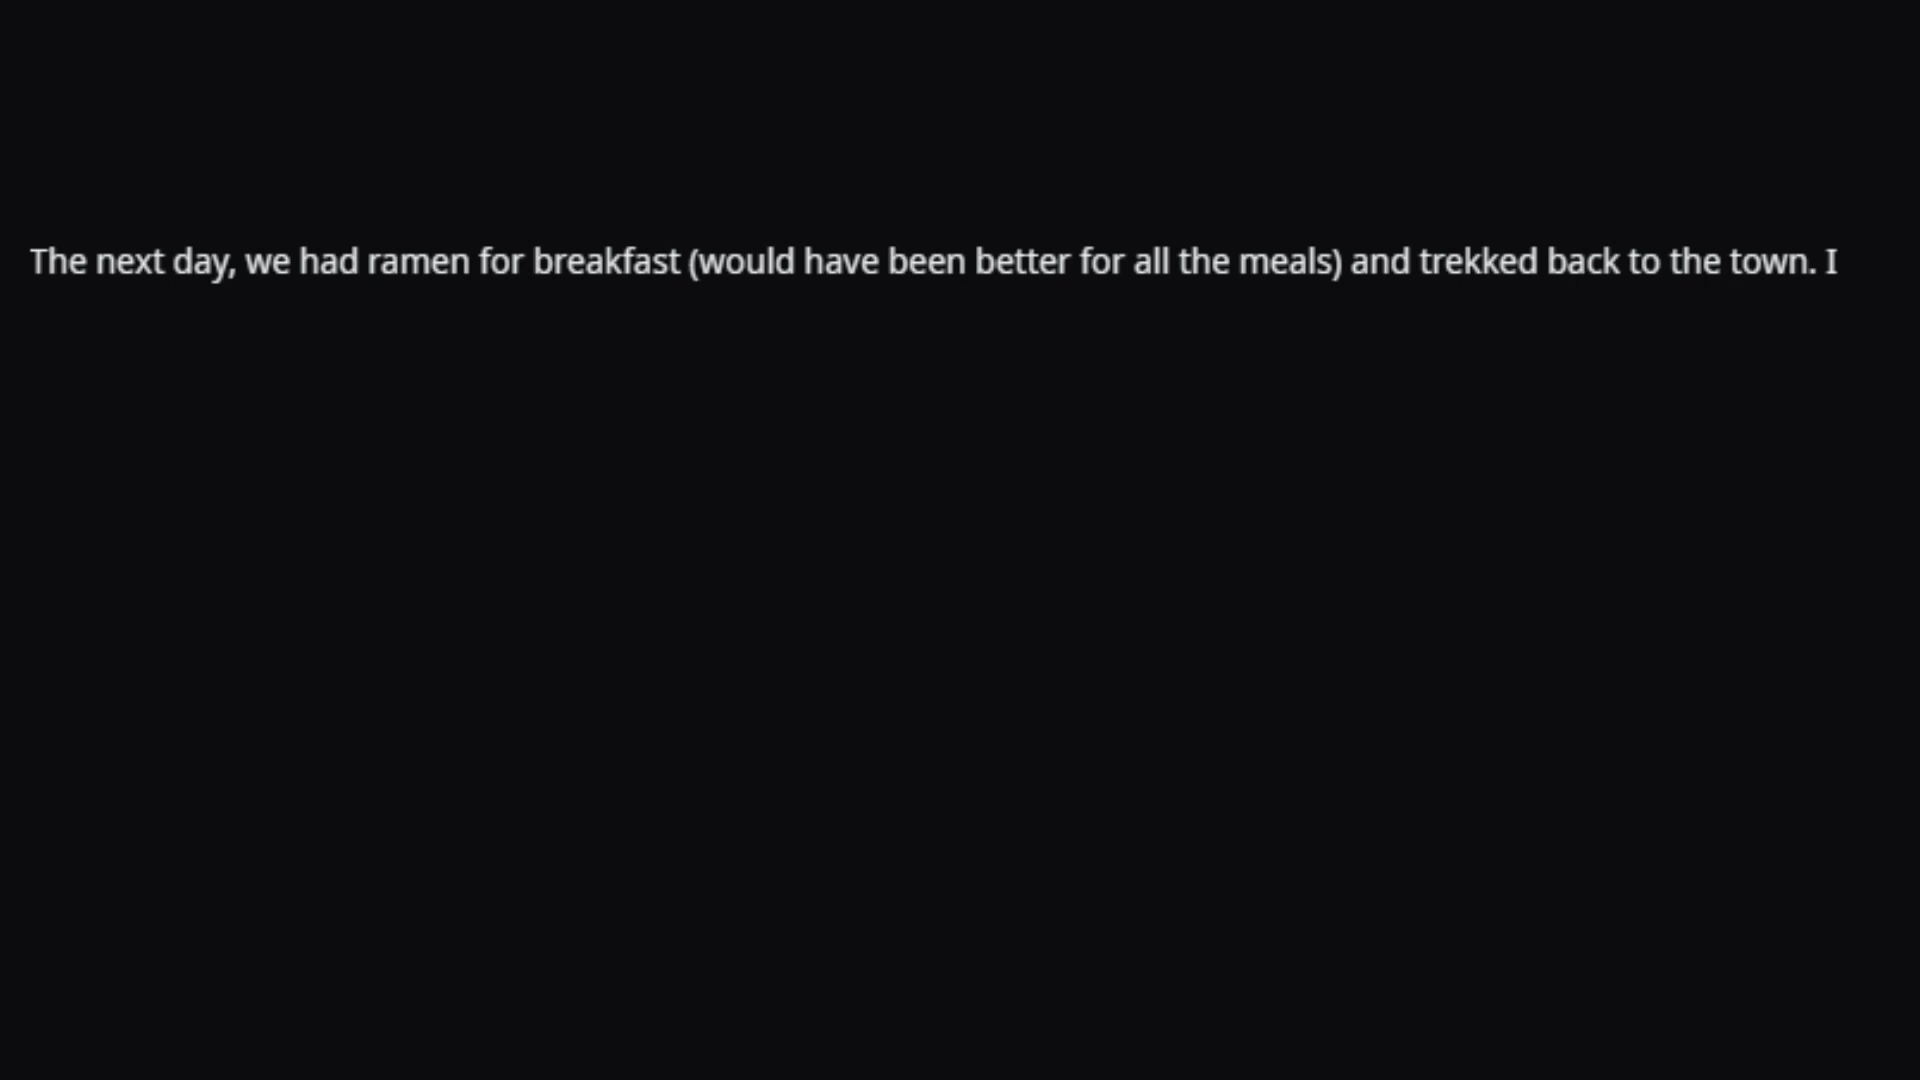 The next day, we had ramen for breakfast (would have been better for all the meals) and trekked back to the town. I